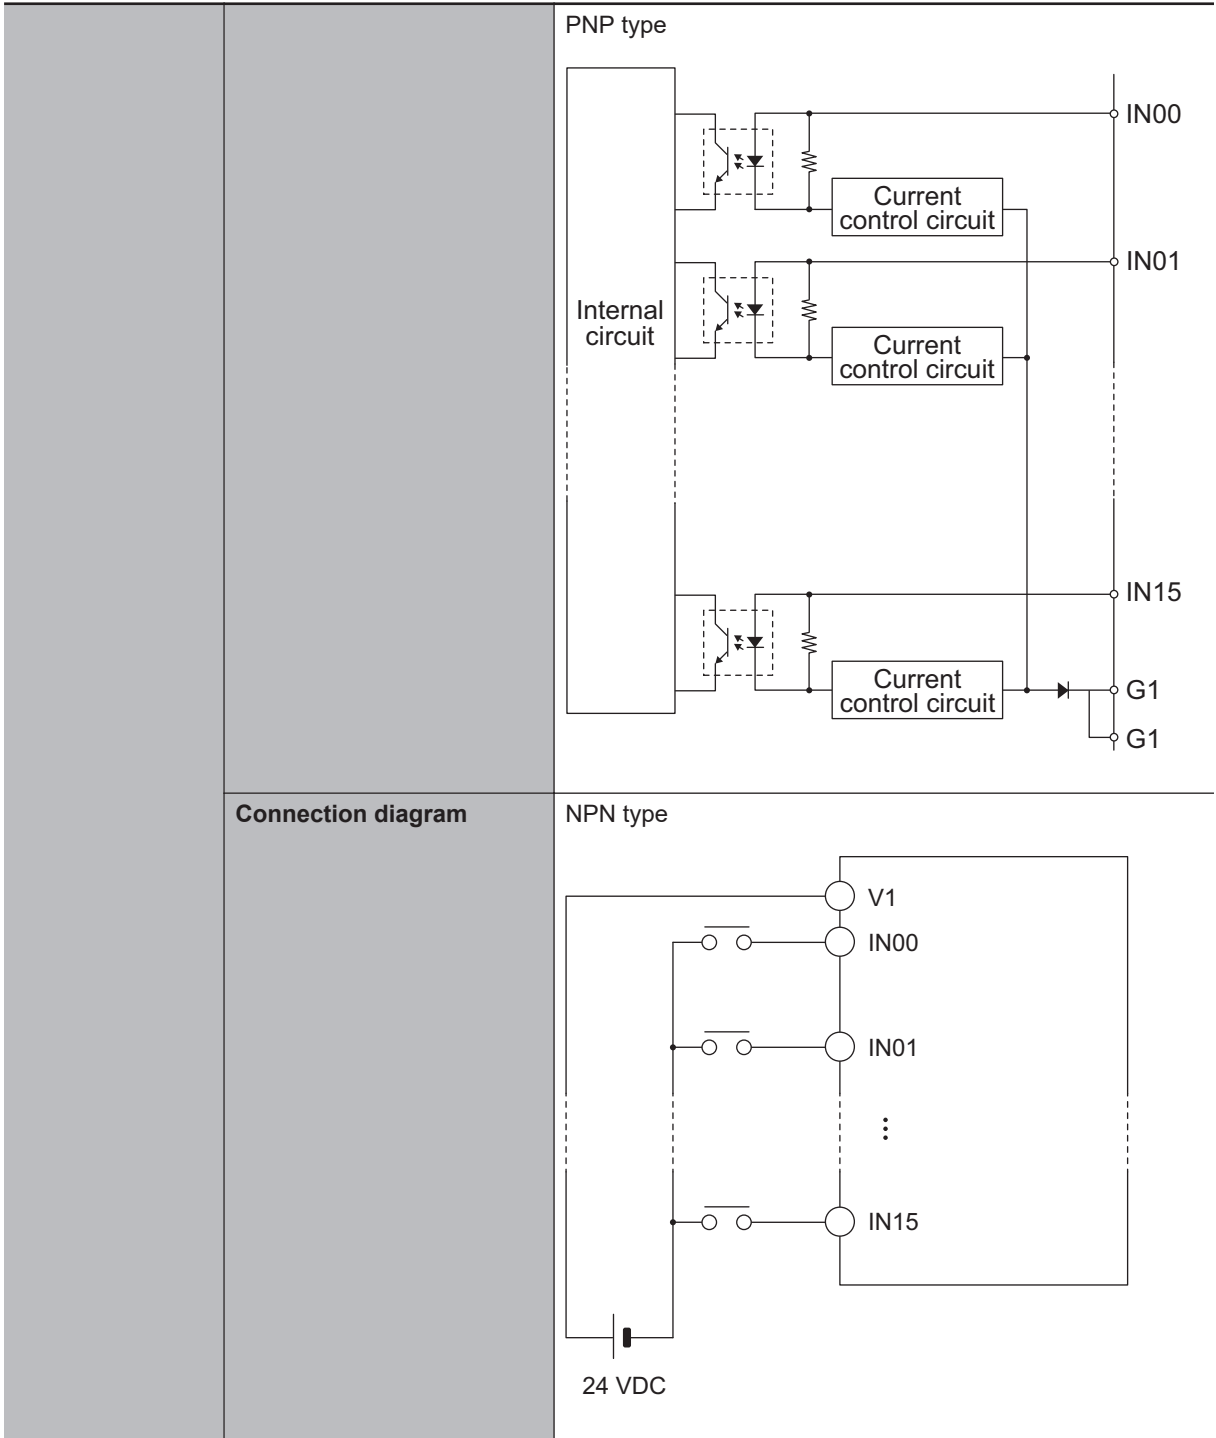 PNP type
IN00
Current
control circuit
IN01
Internal
circuit
Current
control circuit
IN15
Current
control circuit
G1
G1
Connection diagram
NPN type
V1
IN00
IN01
IN15
24 VDC